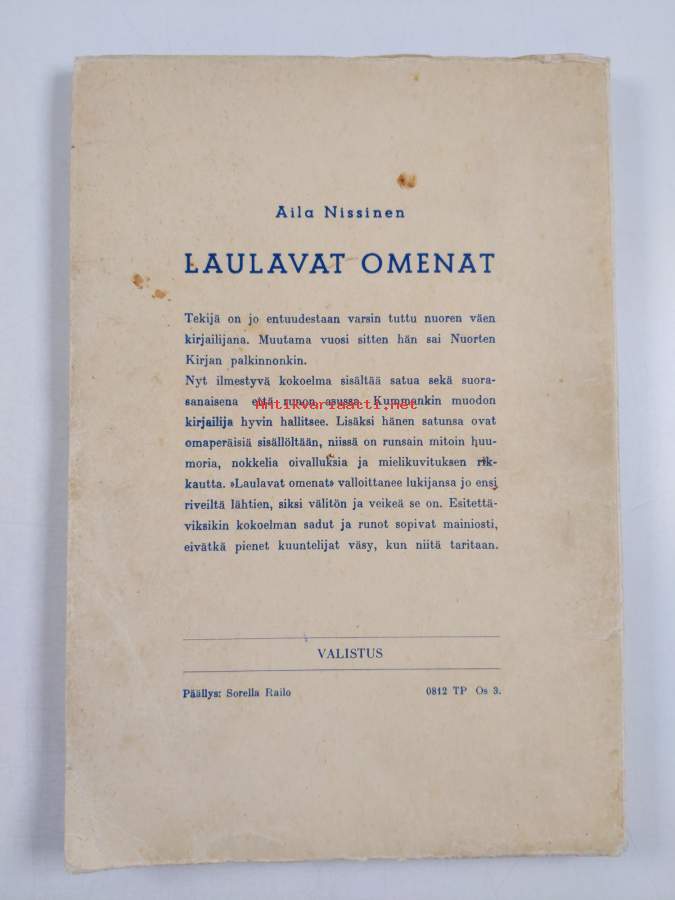 Aila Nissinen
LAULAVAT OMENAT
Tekijä on jo entuudestaan varsin tuttu nuoren väen
kirjailijana. Muutama vuosi sitten hän sai Nuorten
Kirjan palkinnonkin.
Nyt ilmestyvä kokoelma sisältää satua sekä suora-
sanaisena että runon asussa. Kummankin muodon
Antikvariaatti.net
kirjailija hyvin hallitsee. Lisäksi hänen satunsa ovat
omaperäisiä sisällöltään, niissä on runsain mitoin huu-
moria, nokkelia oivalluksia ja mielikuvituksen rik-
kautta. »Laulavat omenat» valloittanee lukijansa jo ensi
riveiltä lähtien, siksi välitön ja veikeä se on. Esitettä-
viksikin kokoelman sadut ja runot sopivat mainiosti,
eivätkä pienet kuuntelijat väsy, kun niitä taritaan.
VALISTUS
Päällys: Sorella Railo 0812 TP Os 3.